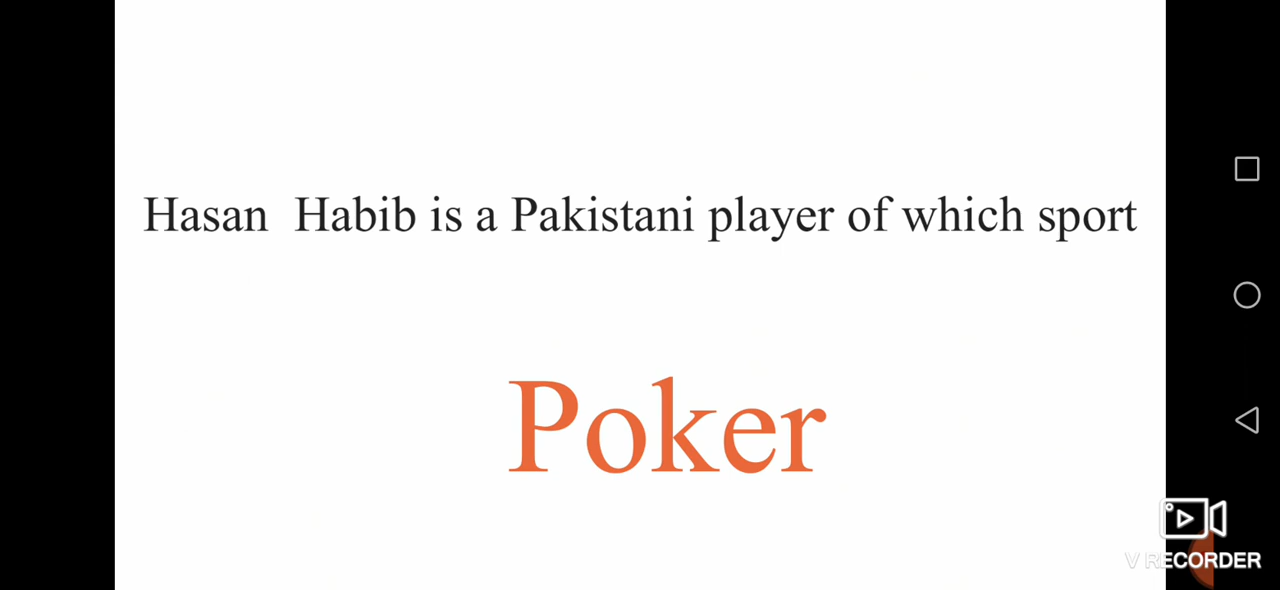 Hasan  Habib is a Pakistani player of which sport
Poker
V RECORDER